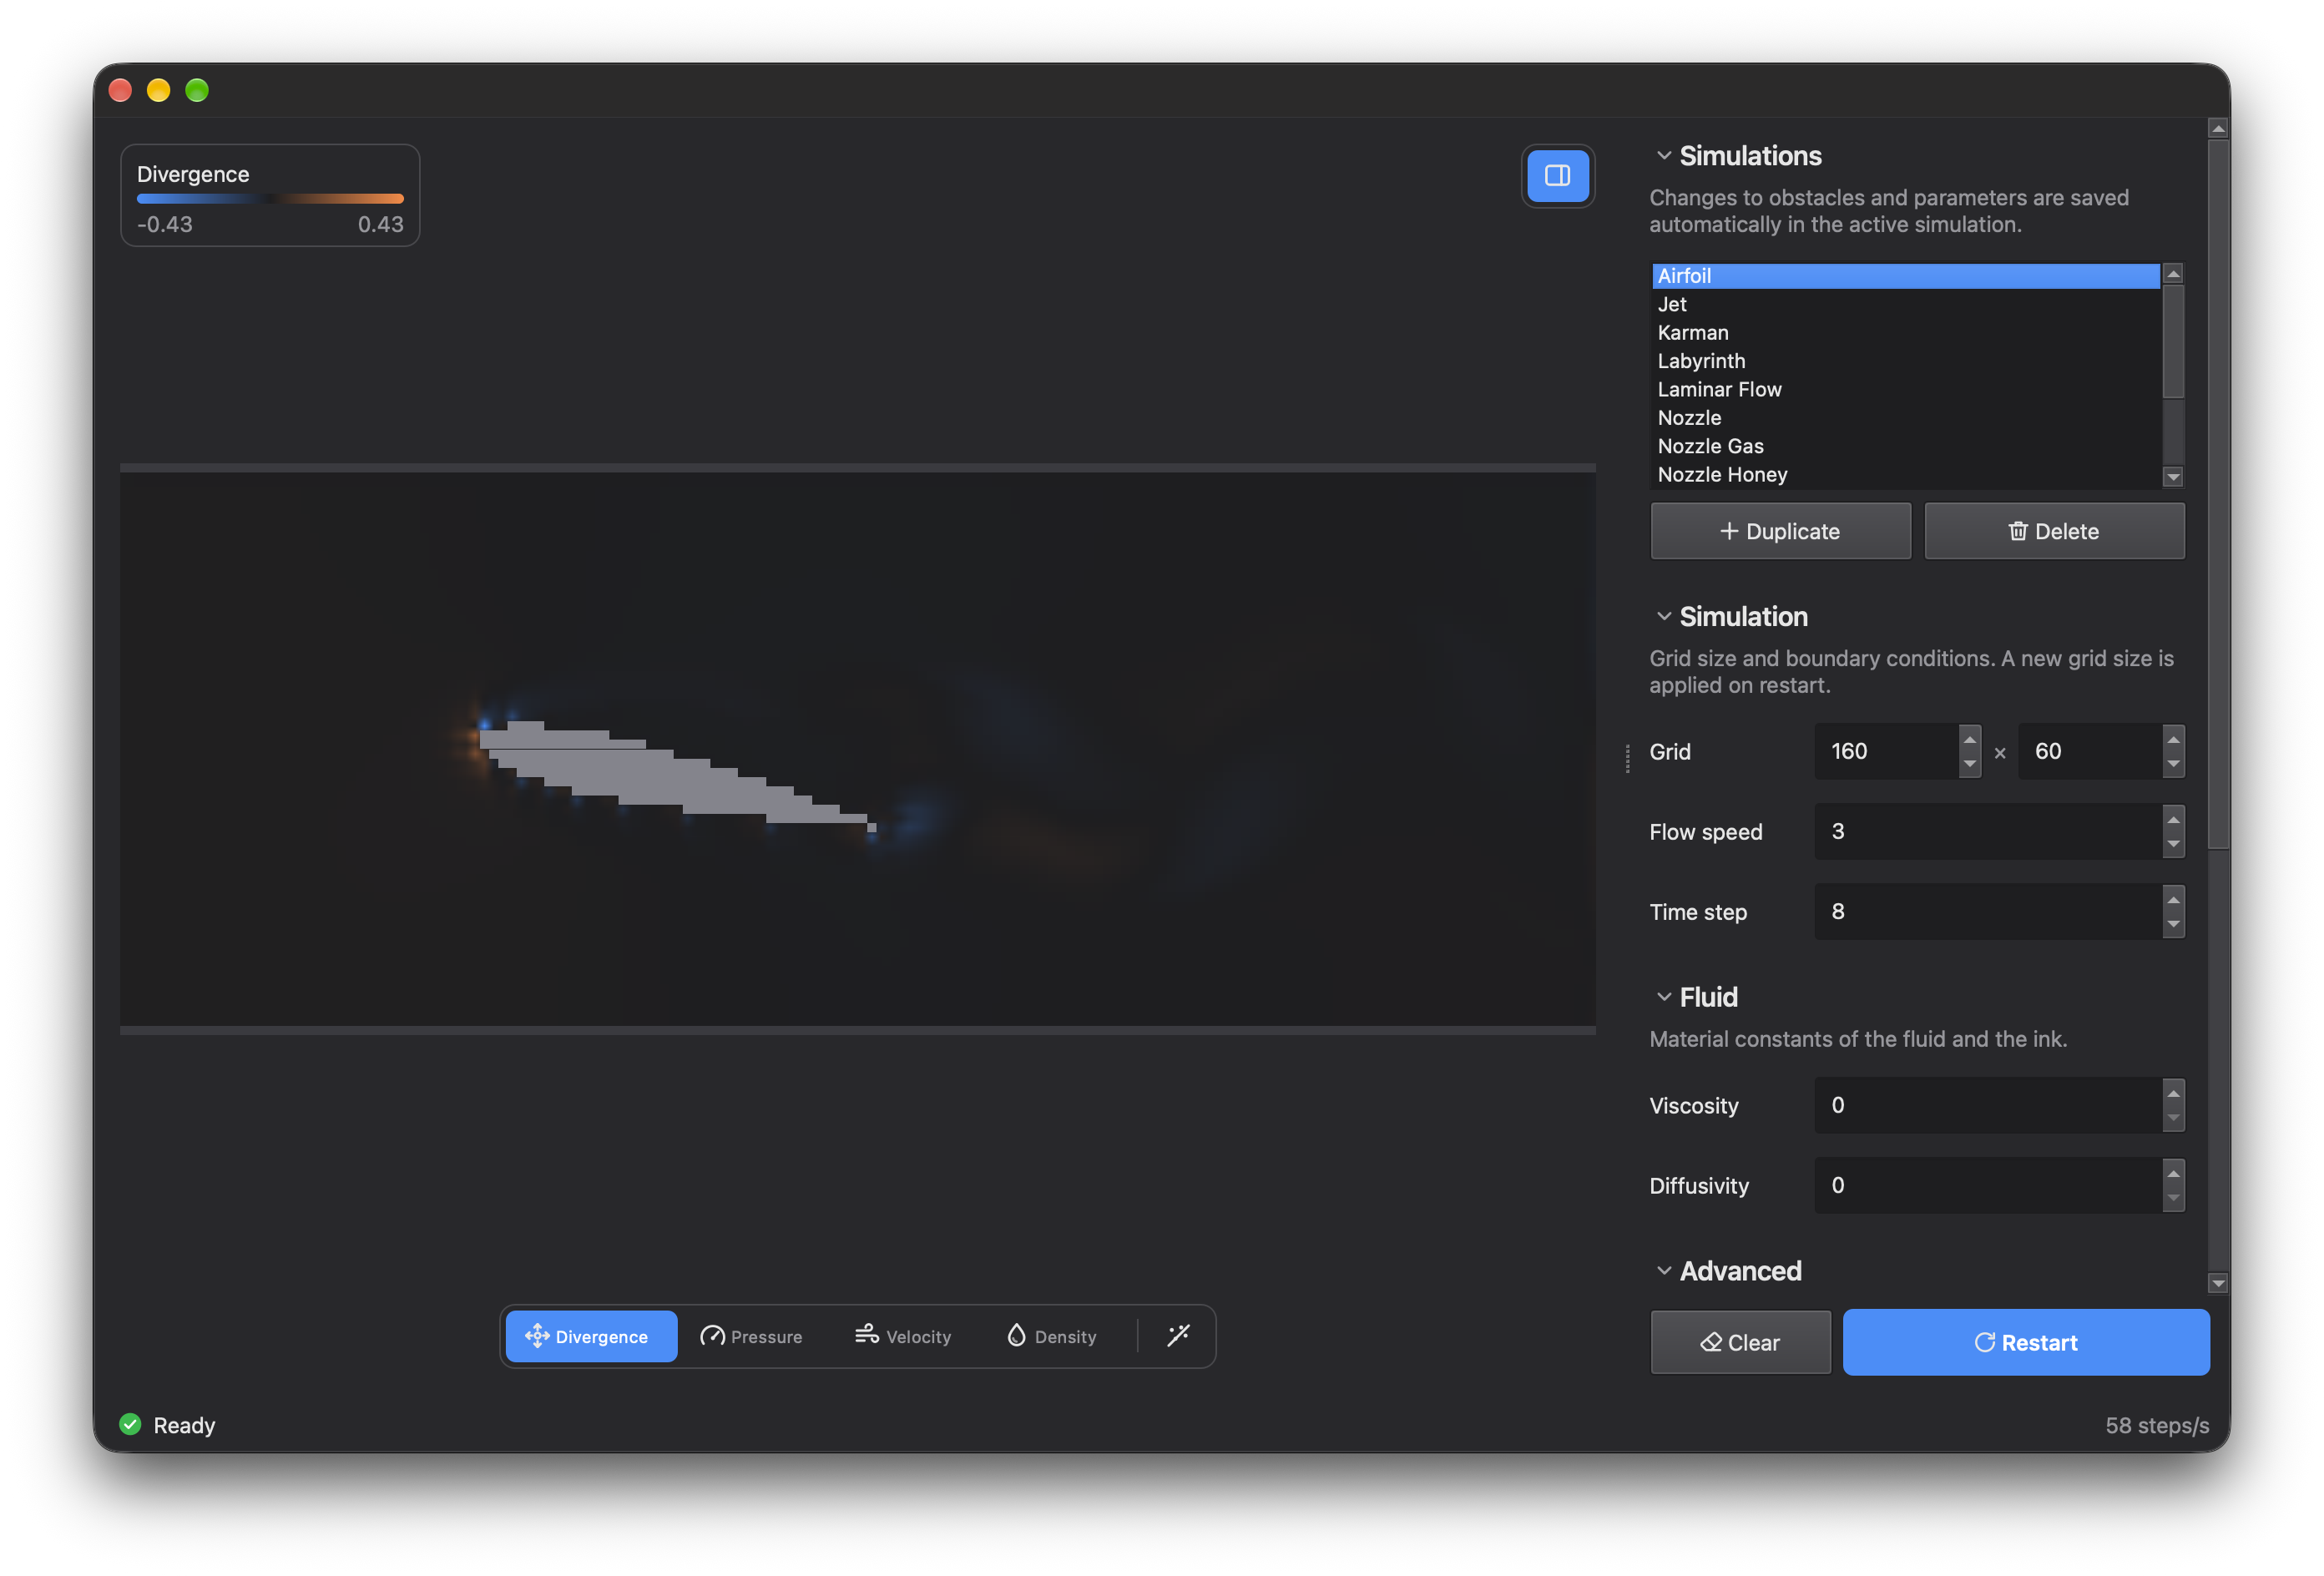 Divergence
-0.43 0.43
Simulations
Changes to obstacles and parameters are saved
automatically in the active simulation.
Airfoil
Jet
Karman
Labyrinth
Laminar Flow
Nozzle
Nozzle Gas
Nozzle Honey
Duplicate Delete
Simulation
Grid size and boundary conditions. A new grid size is
applied on restart.
Grid 160 × 60
Flow speed 3
Time step 8
Fluid
Material constants of the fluid and the ink.
Viscosity 0
Diffusivity 0
Advanced
Divergence Pressure Velocity Density
Clear Restart
Ready 58 steps/s